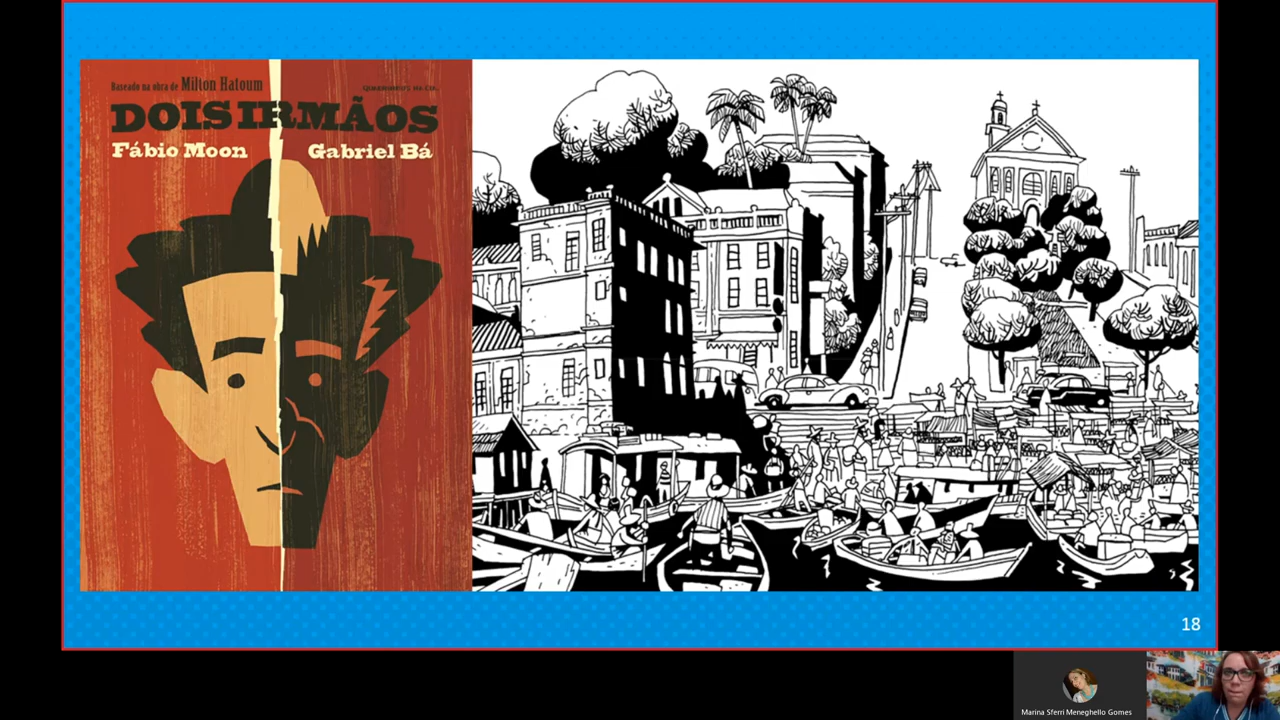 Baseado na obra de Milton Hatoum
DOIS IRMÃOS
Fábio Moon
Gabriel Bá
18
Marina Sferri Meneghello Gomes